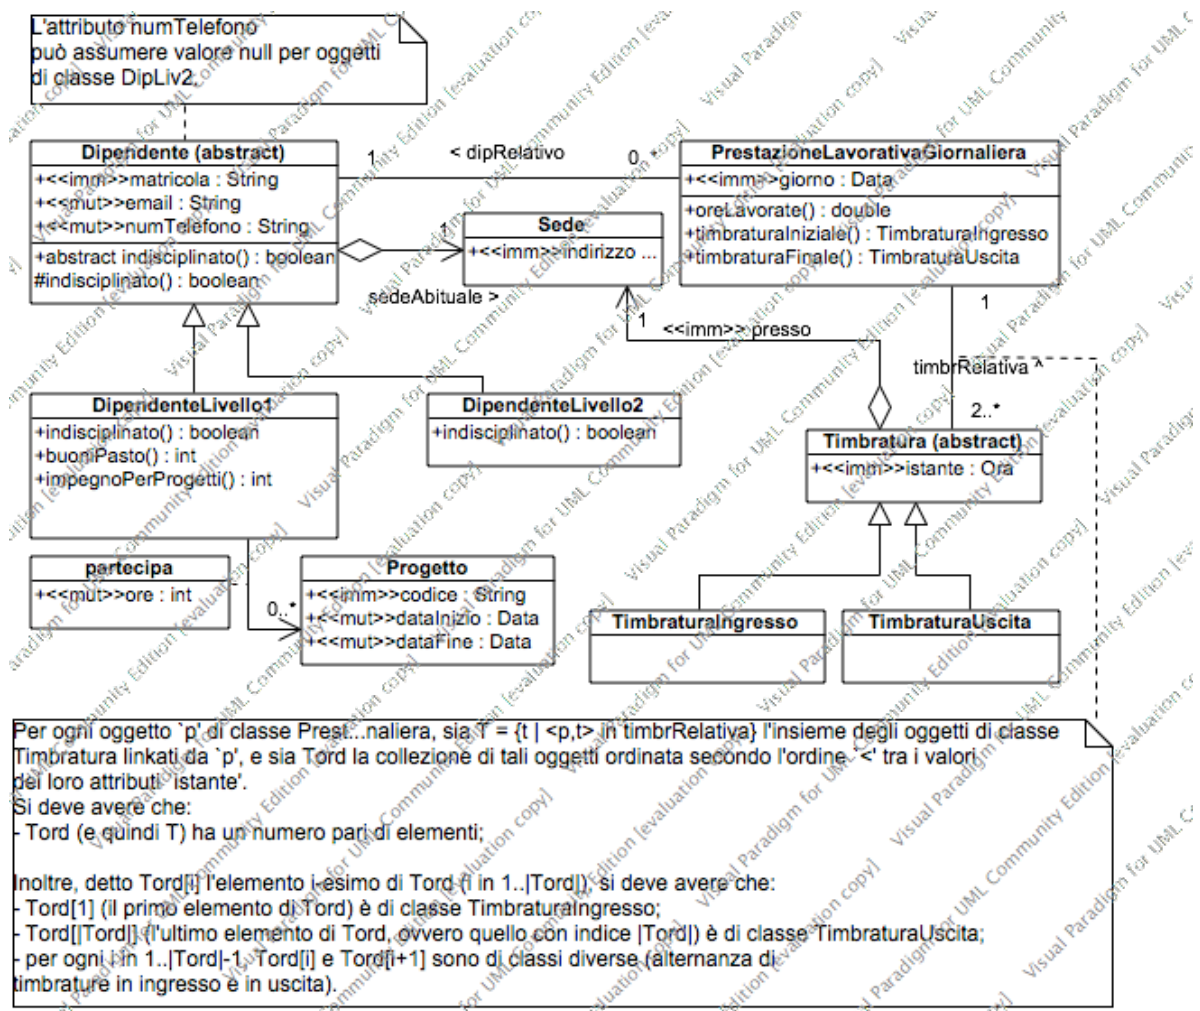 L'attributo numTelefono
può assumere valore null per oggetti
di classe DipLiv2.
Dipendente (abstract)
+<<imm>>matricola : String
+<<mut>>email : String
+<<mut>>numTelefono : String
+abstract indisciplinato() : boolean
#indisciplinato() : boolean
1
< dipRelativo
0..*
PrestazioneLavorativaGiornaliera
+<<imm>>giorno : Data
+oreLavorate() : double
+timbraturaIniziale() : TimbraturaIngresso
+timbraturaFinale() : TimbraturaUscita
1
Sede
+<<imm>>indirizzo ...
sedeAbituale >
1
<<imm>> presso
1
timbrRelativa ^
2..*
DipendenteLivello1
+indisciplinato() : boolean
+buoniPasto() : int
+impegnoPerProgetti() : int
DipendenteLivello2
+indisciplinato() : boolean
Timbratura (abstract)
+<<imm>>istante : Ora
partecipa
+<<mut>>ore : int
0..*
Progetto
+<<imm>>codice : String
+<<mut>>dataInizio : Data
+<<mut>>dataFine : Data
TimbraturaIngresso
TimbraturaUscita
Per ogni oggetto `p' di classe Prest...naliera, sia T = {t | <p,t> in timbrRelativa} l'insieme degli oggetti di classe
Timbratura linkati da `p', e sia Tord la collezione di tali oggetti ordinata secondo l'ordine `<' tra i valori
dei loro attributi `istante'.
Si deve avere che:
- Tord (e quindi T) ha un numero pari di elementi;
Inoltre, detto Tord[i] l'elemento i-esimo di Tord (i in 1..|Tord|), si deve avere che:
- Tord[1] (il primo elemento di Tord) è di classe TimbraturaIngresso;
- Tord[|Tord|] (l'ultimo elemento di Tord, ovvero quello con indice |Tord|) è di classe TimbraturaUscita;
- per ogni i in 1..|Tord|-1, Tord[i] e Tord[i+1] sono di classi diverse (alternanza di
timbrature in ingresso e in uscita).
Visual Paradigm for UML Community Edition [evaluation copy]